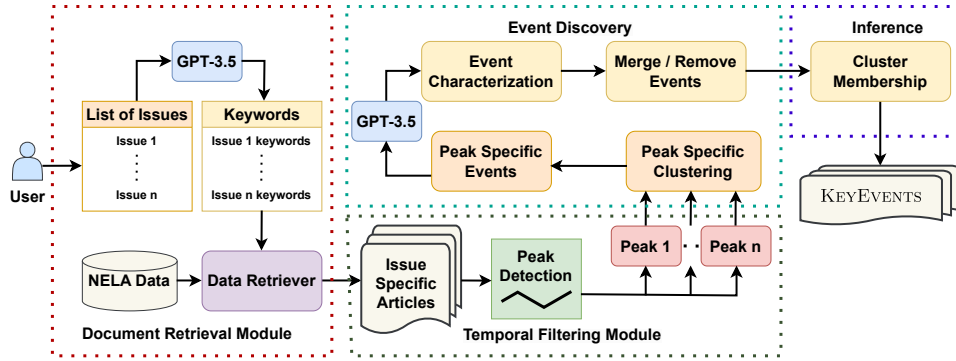 User
GPT-3.5
List of Issues
Issue 1
Issue n
Keywords
Issue 1 keywords
Issue n keywords
NELA Data
Data Retriever
Document Retrieval Module
Event Discovery
GPT-3.5
Event
Characterization
Merge / Remove
Events
Peak Specific
Events
Peak Specific
Clustering
Issue
Specific
Articles
Peak
Detection
Peak 1
Peak n
Temporal Filtering Module
Inference
Cluster
Membership
KEYEVENTS